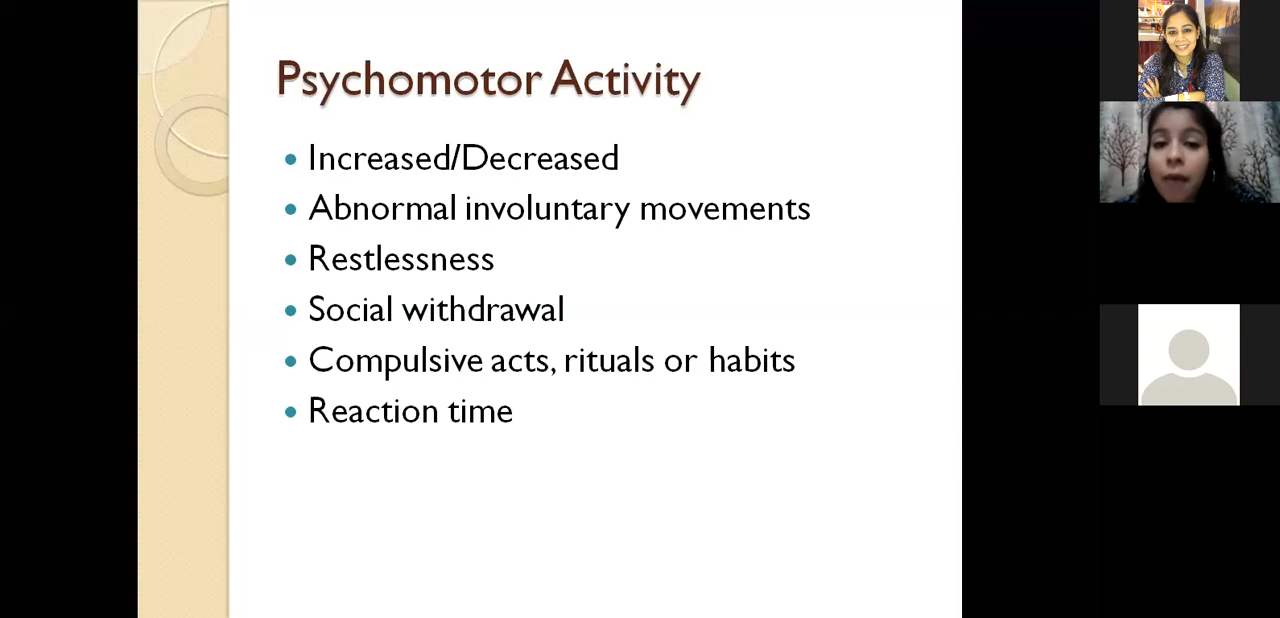 Psychomotor Activity
Increased/Decreased
Abnormal involuntary movements
Restlessness
Social withdrawal
Compulsive acts, rituals or habits
Reaction time